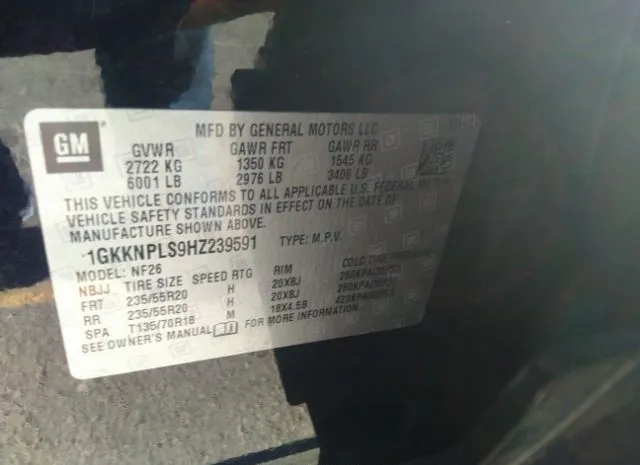 GM
MFD BY GENERAL MOTORS LLC
GVWR GAWR FRT GAWR RR
2722 KG 1350 KG 1545 KG
6001 LB 2976 LB 3406 LB
THIS VEHICLE CONFORMS TO ALL APPLICABLE U.S. FEDERAL MOTOR
VEHICLE SAFETY STANDARDS IN EFFECT ON THE DATE OF
MANUFACTURE SHOWN ABOVE.
1GKKNPLS9HZ239591 TYPE: M.P.V.
MODEL: NF26
NBJJ TIRE SIZE SPEED RTG RIM COLD TIRE PRESSURE
FRT 235/55R20 H 20X8J
RR 235/55R20 H 20X8J
SPA T135/70R18 M 18X4.5B
SEE OWNER'S MANUAL FOR MORE INFORMATION.